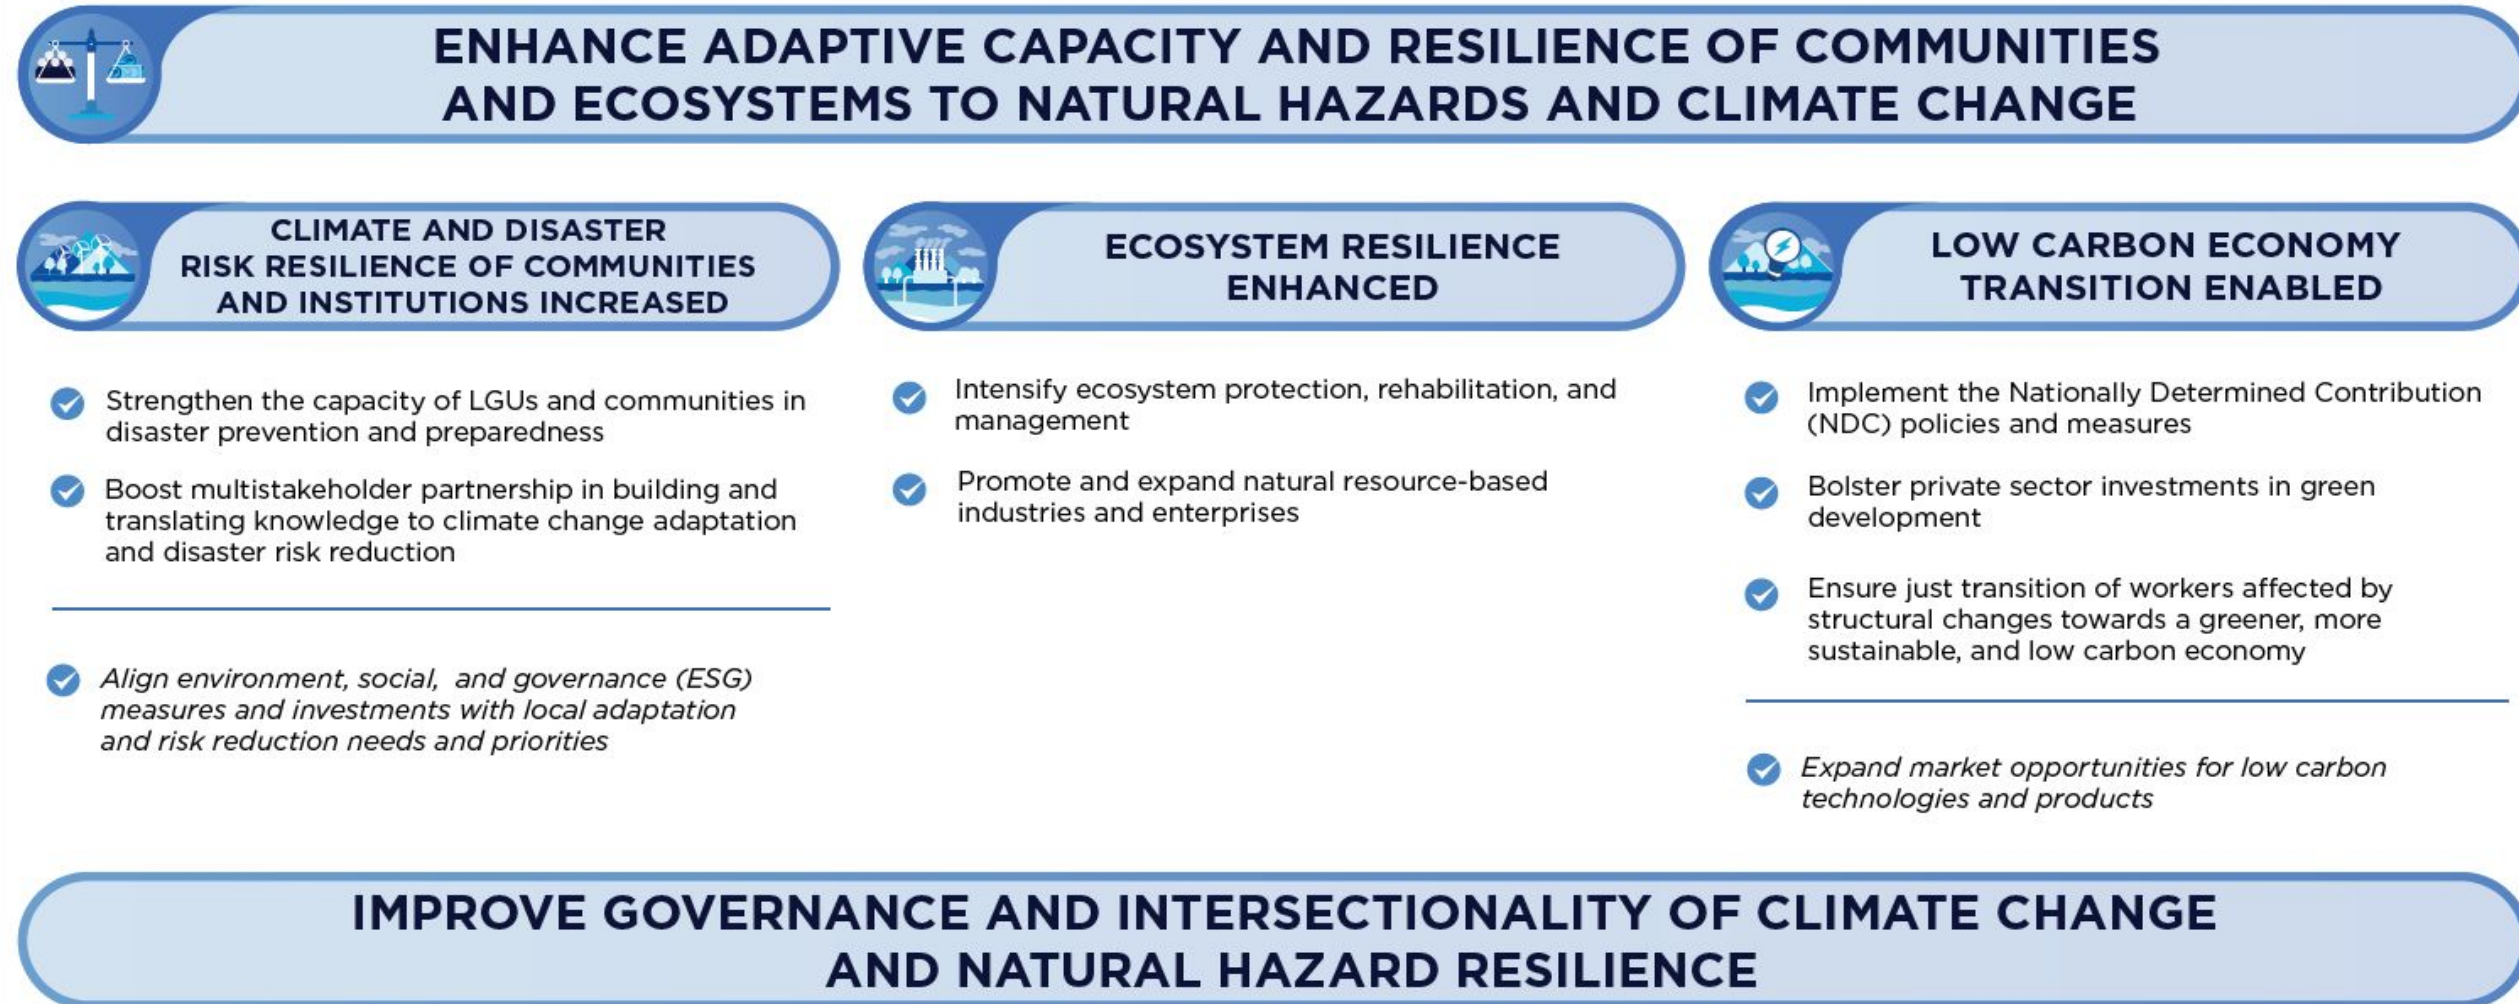 ENHANCE ADAPTIVE CAPACITY AND RESILIENCE OF COMMUNITIES
AND ECOSYSTEMS TO NATURAL HAZARDS AND CLIMATE CHANGE
CLIMATE AND DISASTER
RISK RESILIENCE OF COMMUNITIES
AND INSTITUTIONS INCREASED
Strengthen the capacity of LGUs and communities in
disaster prevention and preparedness
Boost multistakeholder partnership in building and
translating knowledge to climate change adaptation
and disaster risk reduction
Align environment, social, and governance (ESG)
measures and investments with local adaptation
and risk reduction needs and priorities
ECOSYSTEM RESILIENCE
ENHANCED
Intensify ecosystem protection, rehabilitation, and
management
Promote and expand natural resource-based
industries and enterprises
LOW CARBON ECONOMY
TRANSITION ENABLED
Implement the Nationally Determined Contribution
(NDC) policies and measures
Bolster private sector investments in green
development
Ensure just transition of workers affected by
structural changes towards a greener, more
sustainable, and low carbon economy
Expand market opportunities for low carbon
technologies and products
IMPROVE GOVERNANCE AND INTERSECTIONALITY OF CLIMATE CHANGE
AND NATURAL HAZARD RESILIENCE